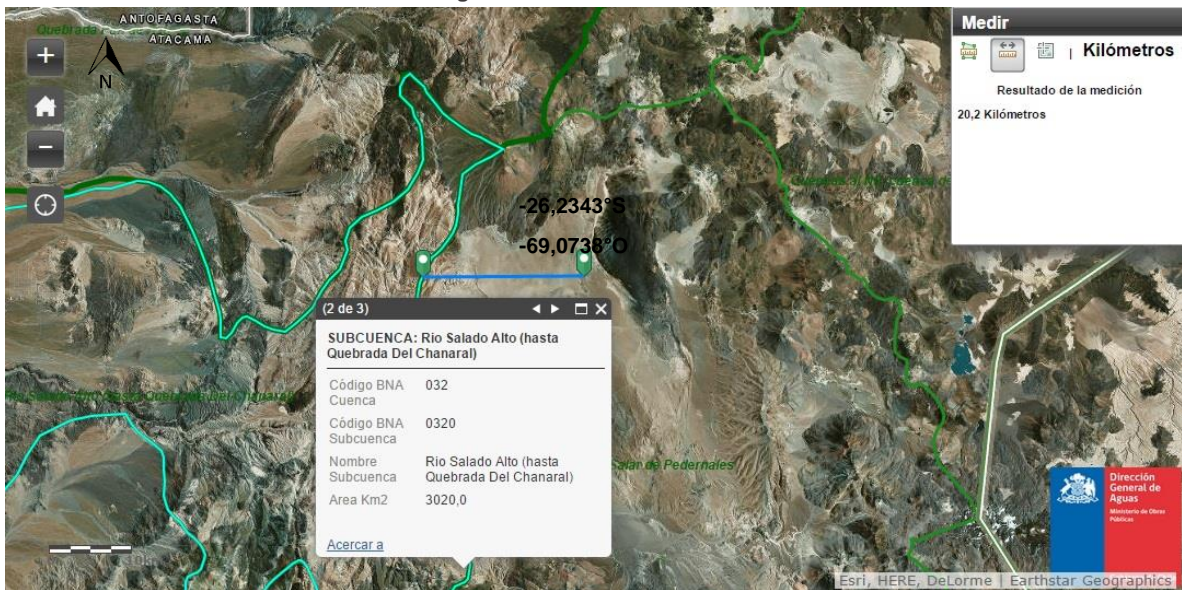 ANTOFAGASTA
Quebrada
ATACAMA
N
Medir
| Kilómetros
Resultado de la medición
20,2 Kilómetros
-26,2343°S
-69,0738°O
(2 de 3)
SUBCUENCA: Rio Salado Alto (hasta
Quebrada Del Chanaral)
Código BNA
Cuenca
032
Código BNA
Subcuenca
0320
Nombre
Subcuenca
Rio Salado Alto (hasta
Quebrada Del Chanaral)
Area Km2
3020,0
Acercar a
Salar de Pedernales
Dirección
General de
Aguas
Ministerio de Obras
Públicas
Esri, HERE, DeLorme | Earthstar Geographics